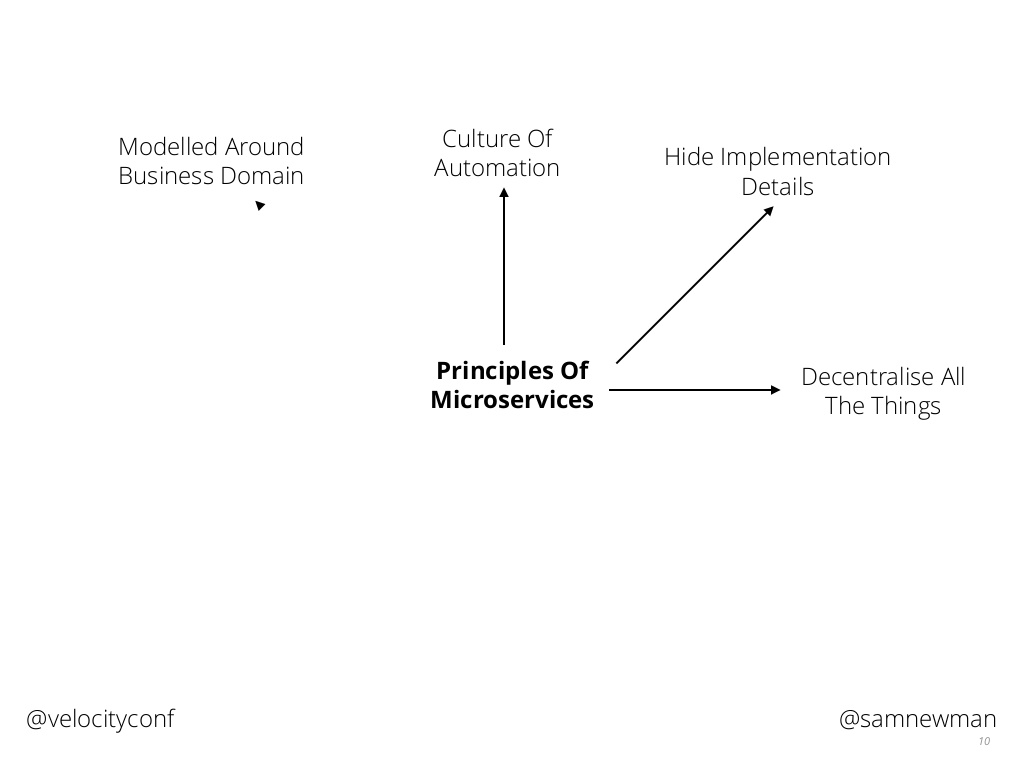 Modelled Around
Business Domain
Culture Of
Automation
Hide Implementation
Details
Principles Of
Microservices
Decentralise All
The Things
@velocityconf
@samnewman
10